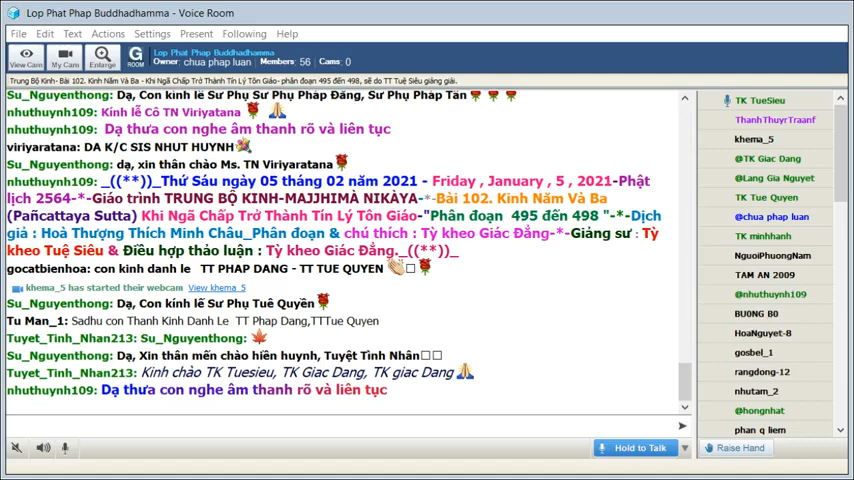 Lop Phat Phap Buddhadhamma - Voice Room
File Edit Text Actions Settings Present Following Help
View Cam My Cam Enlarge G ROOM
Lop Phat Phap Buddhadhamma
Owner: chua phap luan Members: 56 Cams: 0
Trung Bộ Kinh- Bài 102. Kinh Năm Và Ba - Khi Ngã Chấp Trở Thành Tín Lý Tôn Giáo- phân đoạn 495 đến 498, sẽ do TT Tuệ Siêu giảng giải.
Su_Nguyenthong: Dạ, Con kính lễ Sư Phụ Sư Phụ Pháp Đăng, Sư Phụ Pháp Tân
nhuthuynh109: Kính lễ Cô TN Viriyatana
nhuthuynh109: Dạ thưa con nghe âm thanh rõ và liên tục
viriyaratana: DA K/C SIS NHUT HUYNH
Su_Nguyenthong: dạ, xin thân chào Ms. TN Viriyaratana
nhuthuynh109: _((**))_Thứ Sáu ngày 05 tháng 02 năm 2021 - Friday , January , 5 , 2021-Phật
lịch 2564-*-Giáo trình TRUNG BỘ KINH-MAJJHIMÀ NIKÀYA-*-Bài 102. Kinh Năm Và Ba
(Pañcattaya Sutta) Khi Ngã Chấp Trở Thành Tín Lý Tôn Giáo-"Phân đoạn 495 đến 498 "-*-Dịch
giả : Hoà Thượng Thích Minh Châu_Phân đoạn & chú thích : Tỳ kheo Giác Đẳng-*-Giảng sư : Tỳ
kheo Tuệ Siêu & Điều hợp thảo luận : Tỳ kheo Giác Đẳng._((**))_
gocatbienhoa: con kinh danh le TT PHAP DANG - TT TUE QUYEN
khema_5 has started their webcam View khema_5
Su_Nguyenthong: Dạ, Con kính lễ Sư Phụ Tuê Quyền
Tu Man_1: Sadhu con Thanh Kinh Danh Le TT Phap Dang,TTTue Quyen
Tuyet_Tinh_Nhan213: Su_Nguyenthong:
Su_Nguyenthong: Dạ, Xin thân mến chào hiền huynh, Tuyệt Tình Nhân
Tuyet_Tinh_Nhan213: Kinh chào TK Tuesieu, TK Giac Dang, TK giac Dang
nhuthuynh109: Dạ thưa con nghe âm thanh rõ và liên tục
Hold to Talk
Raise Hand
TK TueSieu
ThanhThuyrTraanf
khema_5
@TK Giac Dang
@Lang Gia Nguyet
TK Tue Quyen
@chua phap luan
TK minhhanh
NguoiPhuongNam
TAM AN 2009
@nhuthuynh109
BU0NG B0
HoaNguyet-8
gosbel_1
rangdong-12
nhutam_2
@hongnhat
phan q liem